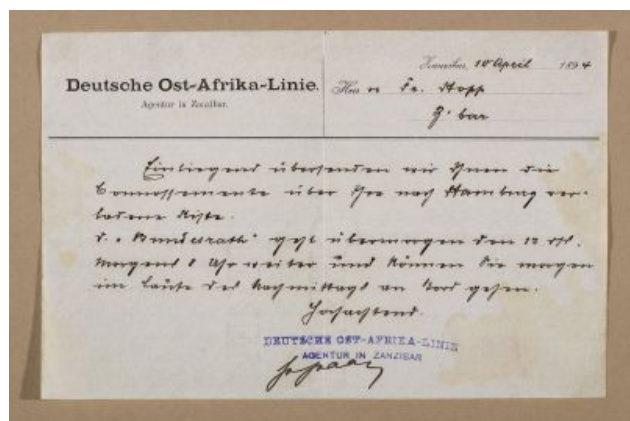 Zanzibar, 10 April 1894
Deutsche Ost-Afrika-Linie.
Herrn Fr. Stopp
Agentur in Zanzibar.
Z'bar
Einliegend übersenden wir Ihnen die
Connossemente über Ihre nach Hamburg ver-
ladene Kiste.
D. "Bundesrath" geht übermorgen den 12 dß.
Morgens 8 Uhr weiter und können Sie morgen
im Laufe des Nachmittags an Bord gehen.
Hochachtend.
DEUTSCHE OST-AFRIKA-LINIE
AGENTUR IN ZANZIBAR